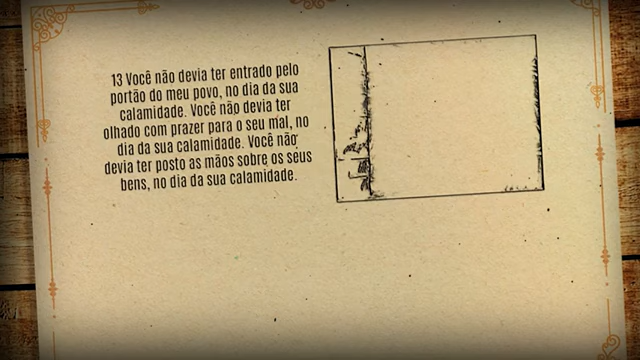 13 Você não devia ter entrado pelo
portão do meu povo, no dia da sua
calamidade. Você não devia ter
olhado com prazer para o seu mal, no
dia da sua calamidade. Você não
devia ter posto as mãos sobre os seus
bens, no dia da sua calamidade.